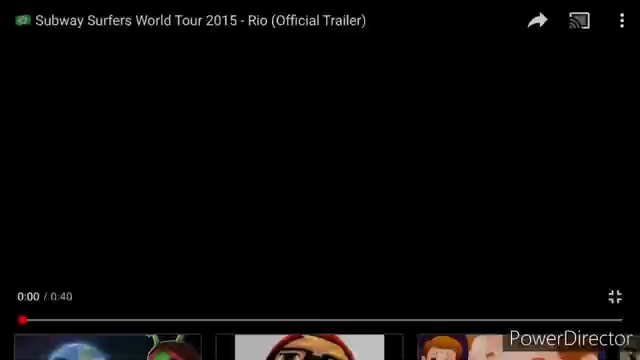 🇧🇷 Subway Surfers World Tour 2015 - Rio (Official Trailer)
0:00 / 0:40
PowerDirector